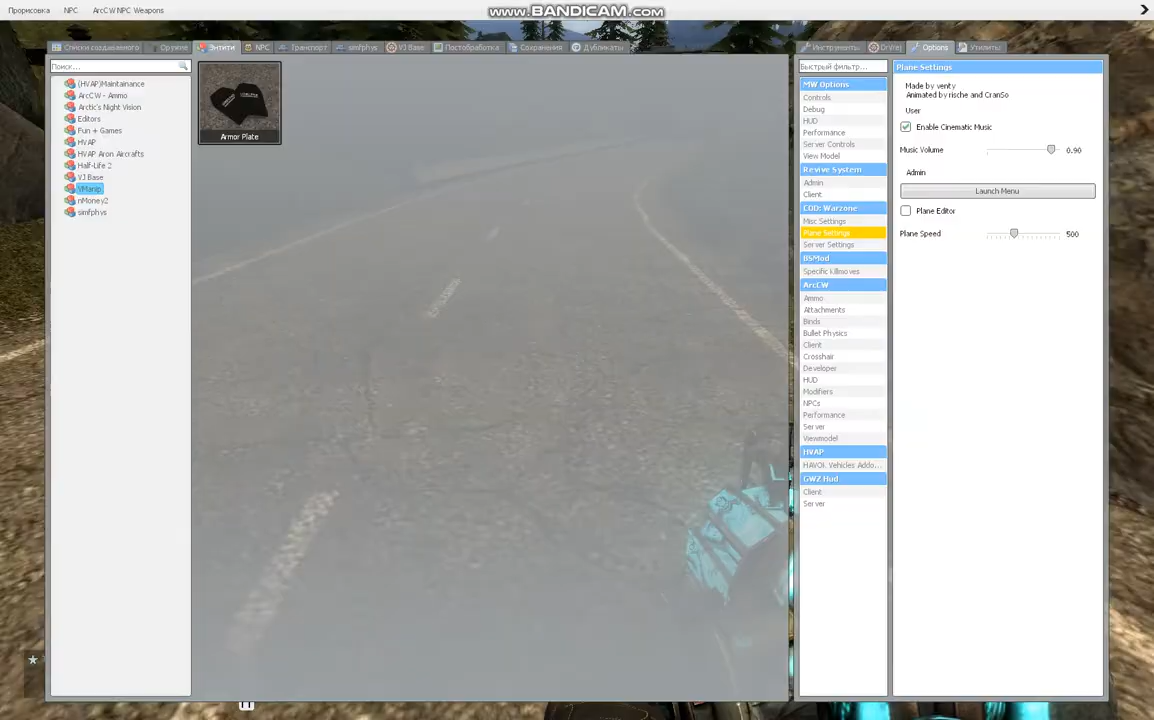 Прорисовка NPC ArcCW NPC Weapons
www.BANDICAM.com
Списки создаваемого Оружие Энтити NPC Транспорт simfphys VJ Base Постобработка Сохранения Дубликаты
Инструменты DrVrej Options Утилиты
Поиск...
(HVAP)Maintainance
ArcCW - Ammo
Arctic's Night Vision
Editors
Fun + Games
HVAP
HVAP Aron Aircrafts
Half-Life 2
VJ Base
VManip
nMoney2
simfphys
Armor Plate
Быстрый фильтр...
MW Options
Controls
Debug
HUD
Performance
Server Controls
View Model
Revive System
Admin
Client
COD: Warzone
Misc Settings
Plane Settings
Server Settings
BSMod
Specific Killmoves
ArcCW
Ammo
Attachments
Binds
Bullet Physics
Client
Crosshair
Developer
HUD
Modifiers
NPCs
Performance
Server
Viewmodel
HVAP
HAVOK Vehicles Addo...
GWZ Hud
Client
Server
Plane Settings
Made by venty
Animated by rische and CranSo
User
Enable Cinematic Music
Music Volume 0.90
Admin
Launch Menu
Plane Editor
Plane Speed 500